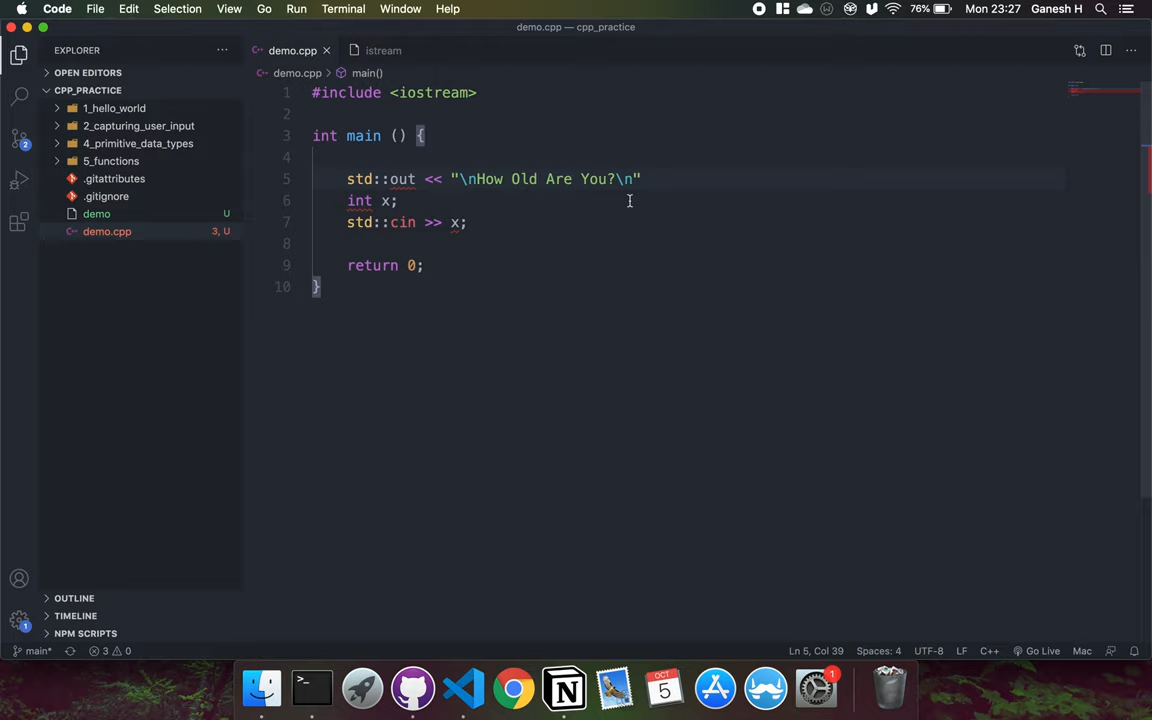 Code File Edit Selection View Go Run Terminal Window Help 76% Mon 23:27 Ganesh H
demo.cpp — cpp_practice
EXPLORER
demo.cpp
istream
OPEN EDITORS
demo.cpp > main()
CPP_PRACTICE
1_hello_world
2_capturing_user_input
4_primitive_data_types
5_functions
.gitattributes
.gitignore
demo U
demo.cpp 3, U
1 #include <iostream>
2
3 int main () {
4
5 std::out << "\nHow Old Are You?\n"
6 int x;
7 std::cin >> x;
8
9 return 0;
10 }
2
1
OUTLINE
TIMELINE
NPM SCRIPTS
main* 3 0 Ln 5, Col 39 Spaces: 4 UTF-8 LF C++ Go Live Mac
>_
N
OCT
5
1